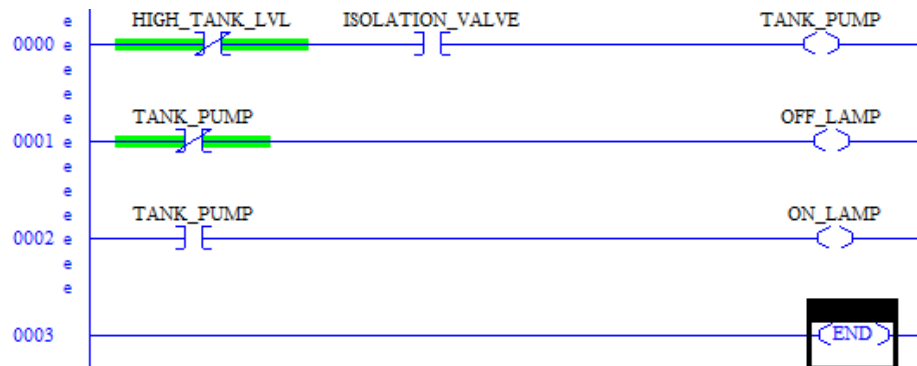 e HIGH_TANK_LVL ISOLATION_VALVE TANK_PUMP
0000 e
e
e
e TANK_PUMP OFF_LAMP
0001 e
e
e
e TANK_PUMP ON_LAMP
0002 e
e
e
0003 END